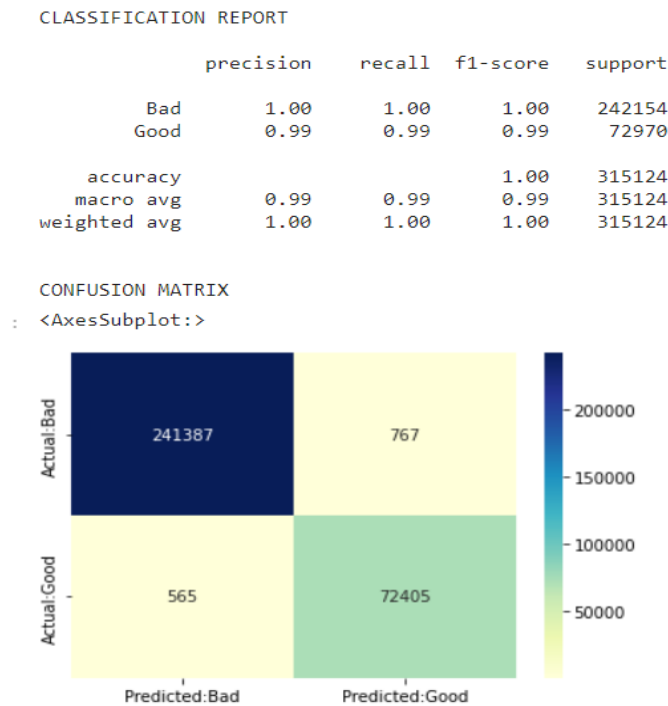 CLASSIFICATION REPORT
precision recall f1-score support
Bad 1.00 1.00 1.00 242154
Good 0.99 0.99 0.99 72970
accuracy 1.00 315124
macro avg 0.99 0.99 0.99 315124
weighted avg 1.00 1.00 1.00 315124
CONFUSION MATRIX
: <AxesSubplot:>
Actual:Bad
241387 767
Actual:Good
565 72405
Predicted:Bad Predicted:Good
200000
150000
100000
50000